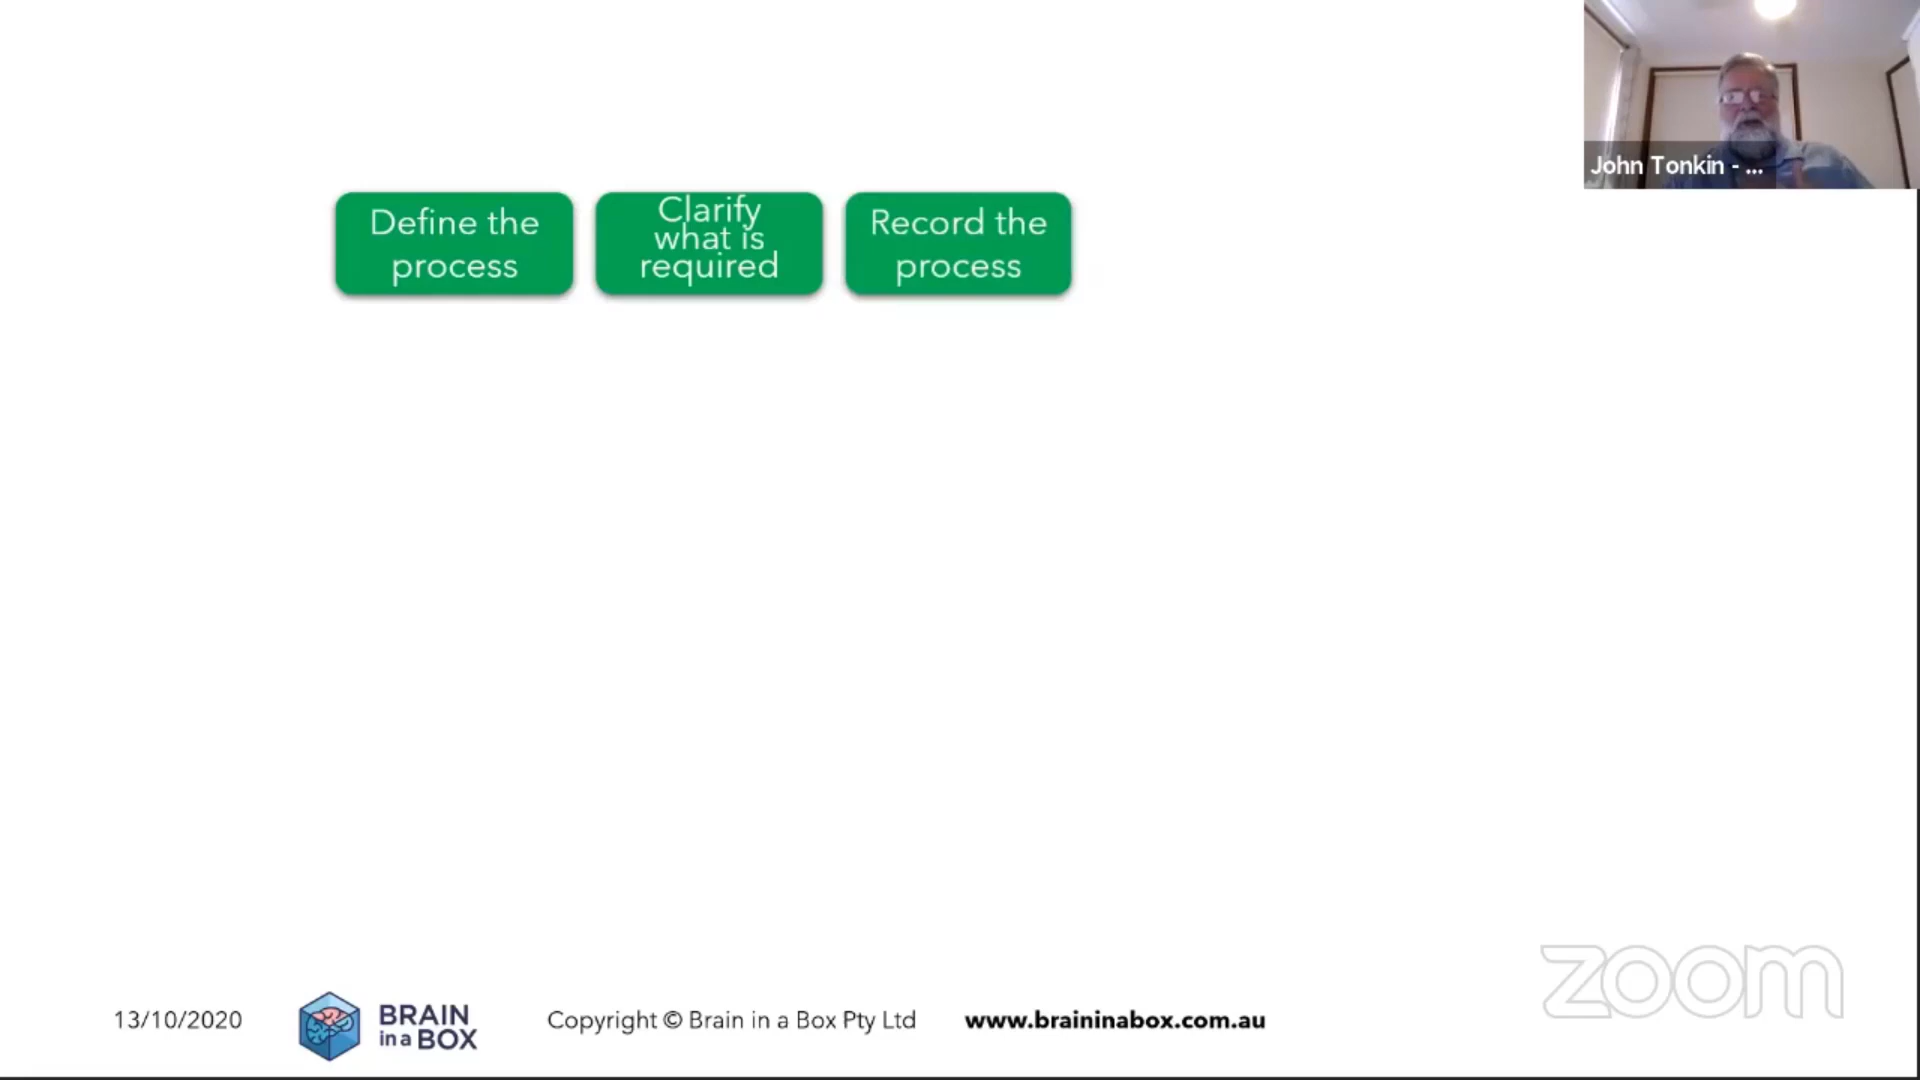 John Tonkin - ...
Define the
process
Clarify
what is
required
Record the
process
zoom
13/10/2020
BRAIN
in a BOX
Copyright © Brain in a Box Pty Ltd
www.braininabox.com.au